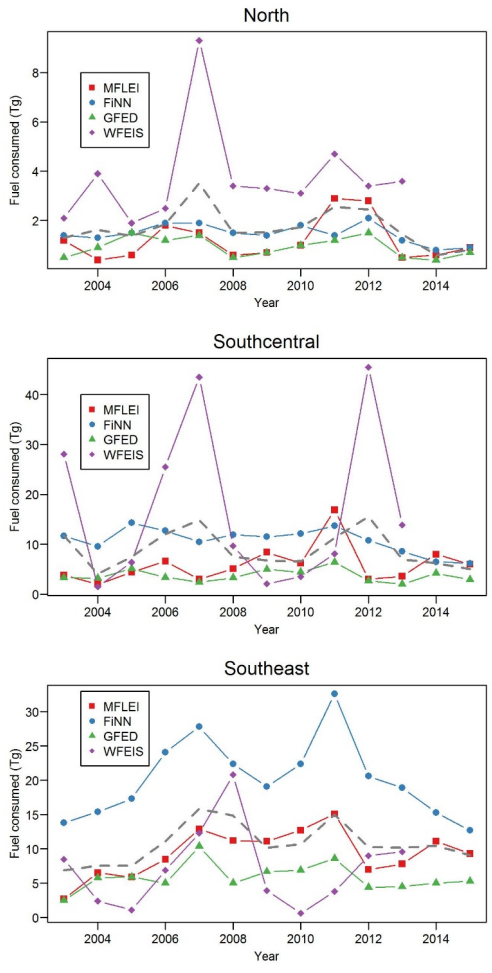 North
Fuel consumed (Tg)
8
6
4
2
MFLEI
FiNN
GFED
WFEIS
2004 2006 2008 2010 2012 2014
Year
Southcentral
Fuel consumed (Tg)
40
30
20
10
0
MFLEI
FiNN
GFED
WFEIS
2004 2006 2008 2010 2012 2014
Year
Southeast
Fuel consumed (Tg)
30
25
20
15
10
5
0
MFLEI
FiNN
GFED
WFEIS
2004 2006 2008 2010 2012 2014
Year